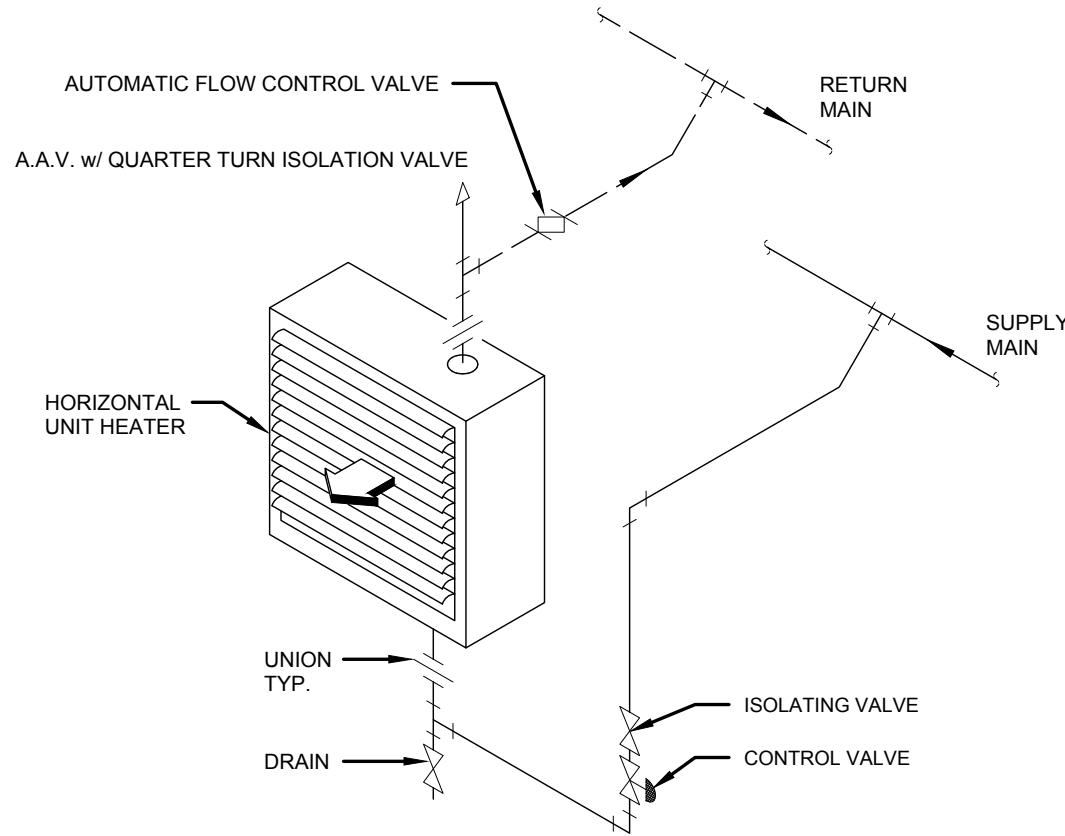 AUTOMATIC FLOW CONTROL VALVE
RETURN
MAIN
A.A.V. w/ QUARTER TURN ISOLATION VALVE
SUPPLY
MAIN
HORIZONTAL
UNIT HEATER
UNION
TYP.
ISOLATING VALVE
DRAIN
CONTROL VALVE